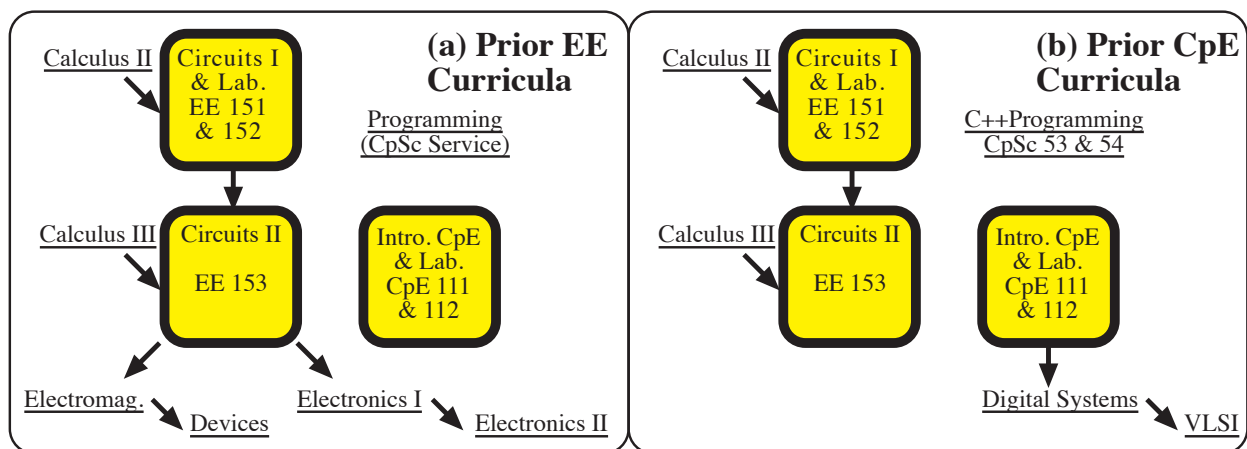 (a) Prior EE
Curricula
Calculus II
Circuits I
& Lab.
EE 151
& 152
Programming
(CpSc Service)
Calculus III
Circuits II
EE 153
Intro. CpE
& Lab.
CpE 111
& 112
Electromag.
Devices
Electronics I
Electronics II
(b) Prior CpE
Curricula
Calculus II
Circuits I
& Lab.
EE 151
& 152
C++Programming
CpSc 53 & 54
Calculus III
Circuits II
EE 153
Intro. CpE
& Lab.
CpE 111
& 112
Digital Systems
VLSI